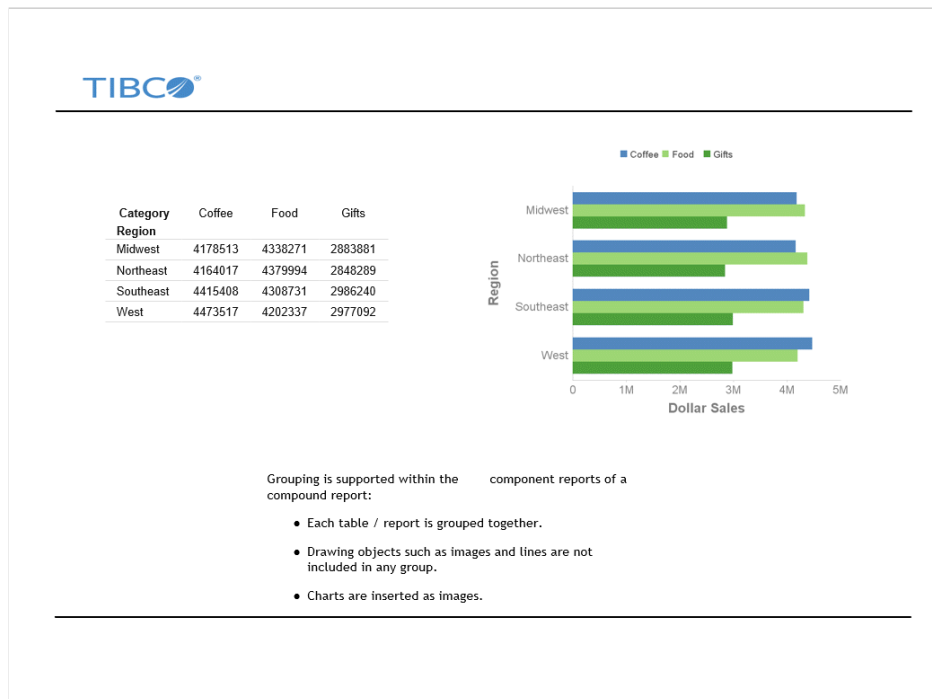 TIBCO®
Category Coffee Food Gifts
Region
Midwest 4178513 4338271 2883881
Northeast 4164017 4379994 2848289
Southeast 4415408 4308731 2986240
West 4473517 4202337 2977092
Coffee Food Gifts
Region
Midwest
Northeast
Southeast
West
0 1M 2M 3M 4M 5M
Dollar Sales
Grouping is supported within the component reports of a
compound report:
● Each table / report is grouped together.
● Drawing objects such as images and lines are not
included in any group.
● Charts are inserted as images.